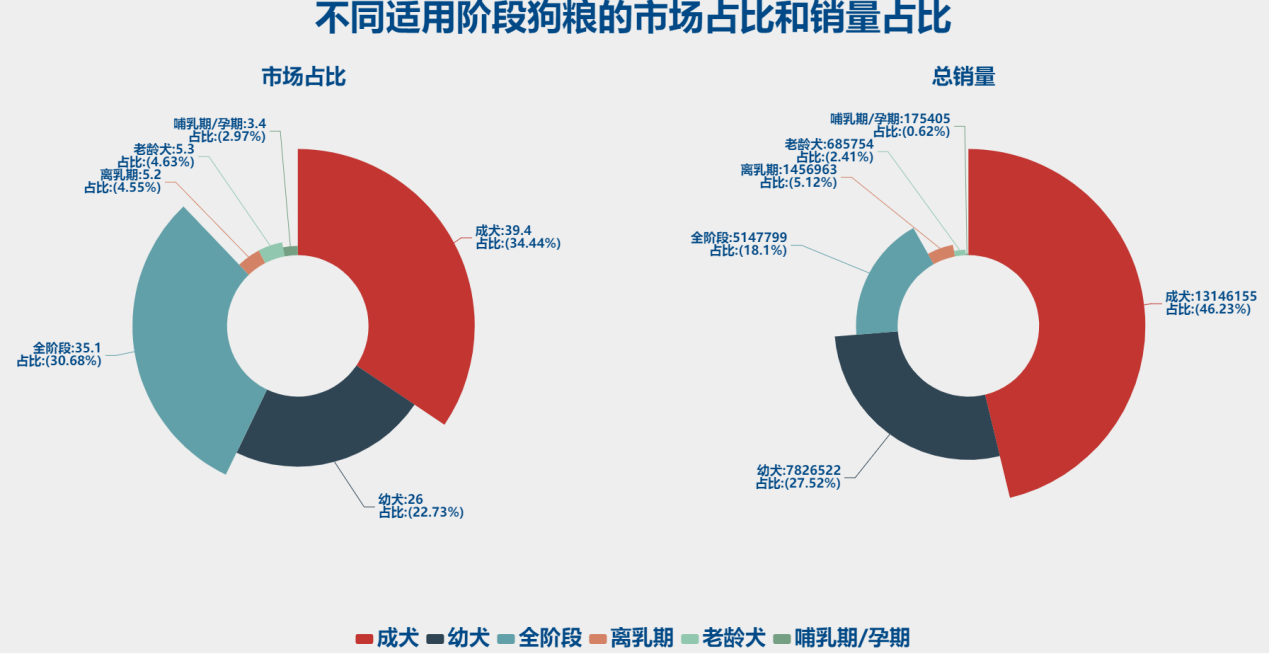 不同适用阶段狗粮的市场占比和销量占比
市场占比
哺乳期/孕期:3.4
占比:(2.97%)
老龄犬:5.3
占比:(4.63%)
离乳期:5.2
占比:(4.55%)
成犬:39.4
占比:(34.44%)
全阶段:35.1
占比:(30.68%)
幼犬:26
占比:(22.73%)
总销量
哺乳期/孕期:175405
占比:(0.62%)
老龄犬:685754
占比:(2.41%)
离乳期:1456963
占比:(5.12%)
全阶段:5147799
占比:(18.1%)
成犬:13146155
占比:(46.23%)
幼犬:7826522
占比:(27.52%)
成犬 幼犬 全阶段 离乳期 老龄犬 哺乳期/孕期